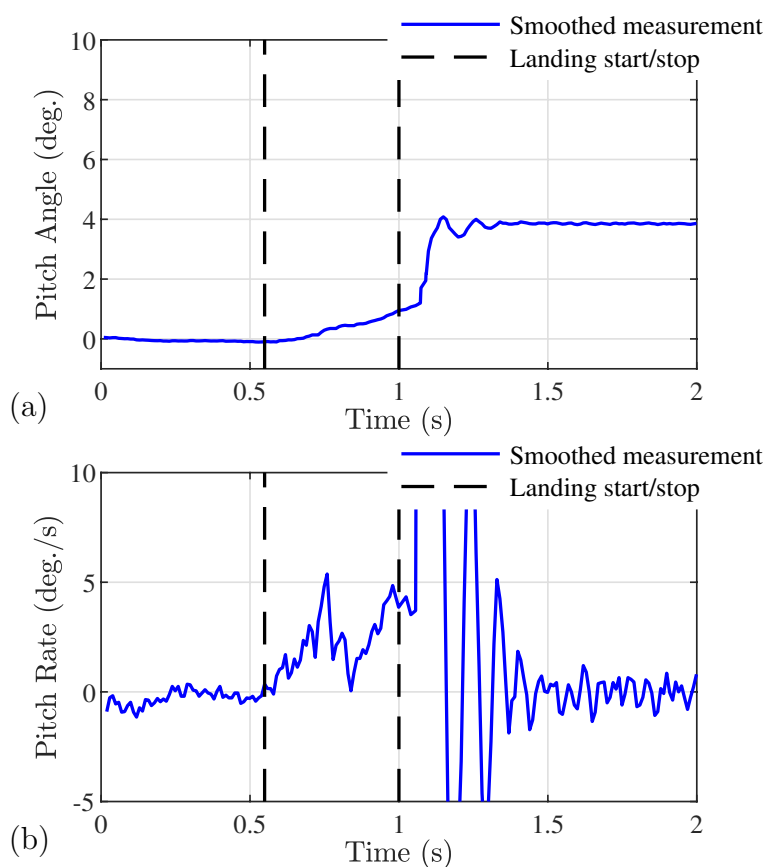 Smoothed measurement
Landing start/stop
10
8
6
4
2
0
Pitch Angle (deg.)
0 0.5 1 1.5 2
Time (s)
(a)
Smoothed measurement
Landing start/stop
10
5
0
-5
Pitch Rate (deg./s)
0 0.5 1 1.5 2
Time (s)
(b)